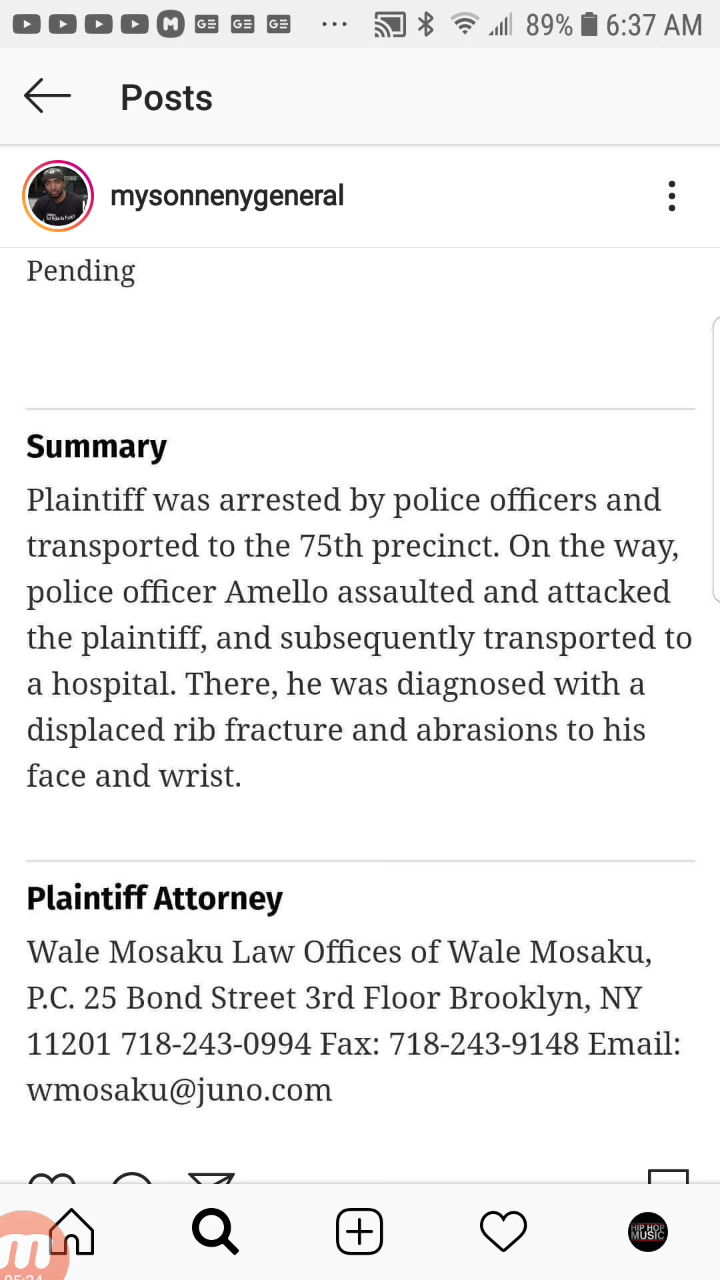 89% 6:37 AM
Posts
mysonnenygeneral
Pending
Summary
Plaintiff was arrested by police officers and
transported to the 75th precinct. On the way,
police officer Amello assaulted and attacked
the plaintiff, and subsequently transported to
a hospital. There, he was diagnosed with a
displaced rib fracture and abrasions to his
face and wrist.
Plaintiff Attorney
Wale Mosaku Law Offices of Wale Mosaku,
P.C. 25 Bond Street 3rd Floor Brooklyn, NY
11201 718-243-0994 Fax: 718-243-9148 Email:
wmosaku@juno.com
HIP HOP
MUSIC